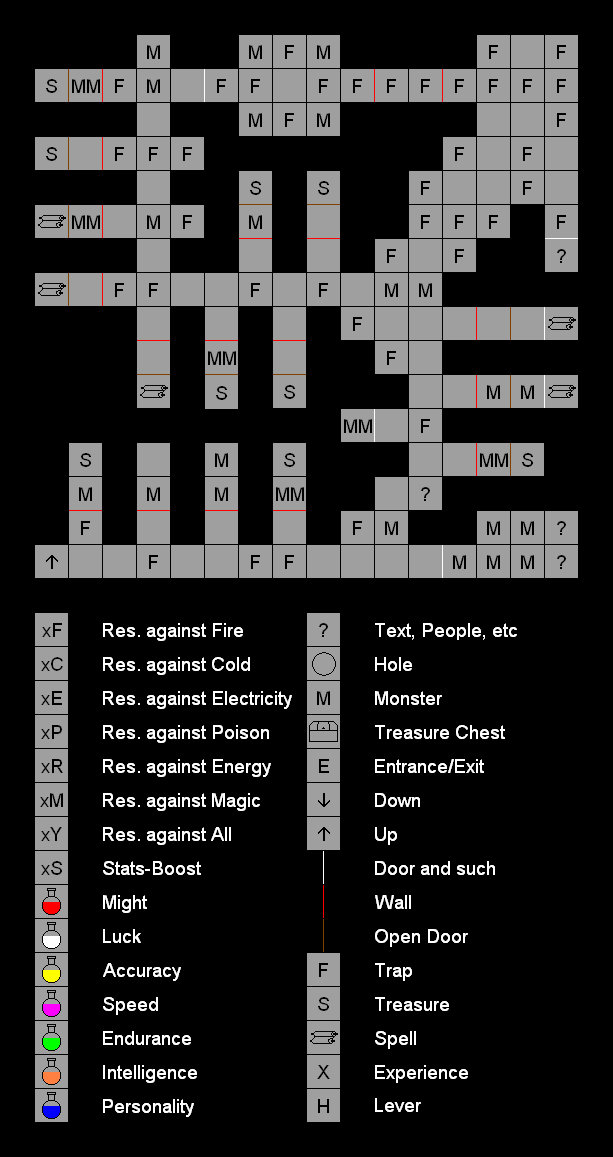 M M F M F F
S MM F M F F F F F F F F F F
M F M F
S F F F F F
S S F F
MM M F M F F F F
F F ?
F F F F M M
F
MM F
S S M M
MM F
S M S MM S
M M M MM ?
F F M M M ?
↑ F F F M M M ?
xF Res. against Fire ? Text, People, etc
xC Res. against Cold Hole
xE Res. against Electricity M Monster
xP Res. against Poison Treasure Chest
xR Res. against Energy E Entrance/Exit
xM Res. against Magic ↓ Down
xY Res. against All ↑ Up
xS Stats-Boost Door and such
Might Wall
Luck Open Door
Accuracy F Trap
Speed S Treasure
Endurance Spell
Intelligence X Experience
Personality H Lever